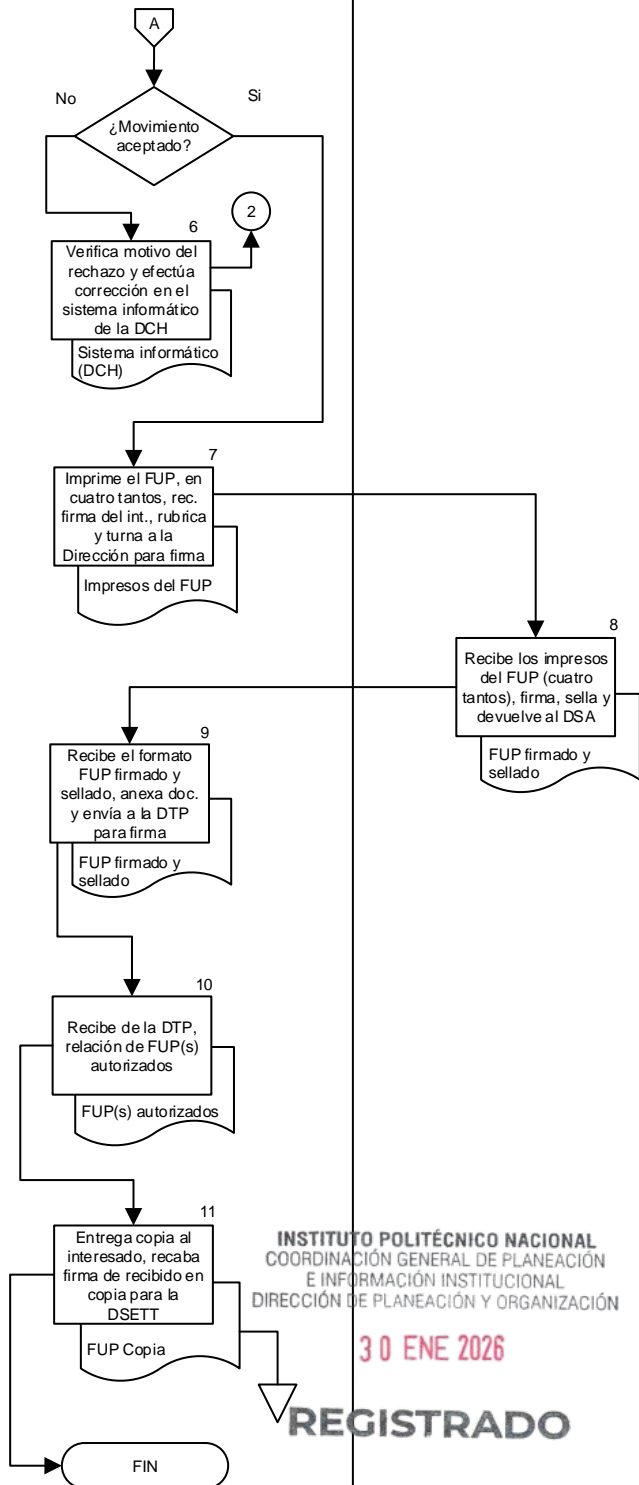 A
No
Si
¿Movimiento
aceptado?
2
6
Verifica motivo del
rechazo y efectúa
corrección en el
sistema informático
de la DCH
Sistema informático
(DCH)
7
Imprime el FUP, en
cuatro tantos, rec.
firma del int., rubrica
y turna a la
Dirección para firma
Impresos del FUP
8
Recibe los impresos
del FUP (cuatro
tantos), firma, sella y
devuelve al DSA
FUP firmado y
sellado
9
Recibe el formato
FUP firmado y
sellado, anexa doc.
y envía a la DTP
para firma
FUP firmado y
sellado
10
Recibe de la DTP,
relación de FUP(s)
autorizados
FUP(s) autorizados
11
Entrega copia al
interesado, recaba
firma de recibido en
copia para la
DSETT
FUP Copia
INSTITUTO POLITÉCNICO NACIONAL
COORDINACIÓN GENERAL DE PLANEACIÓN
E INFORMACIÓN INSTITUCIONAL
DIRECCIÓN DE PLANEACIÓN Y ORGANIZACIÓN
30 ENE 2026
REGISTRADO
FIN